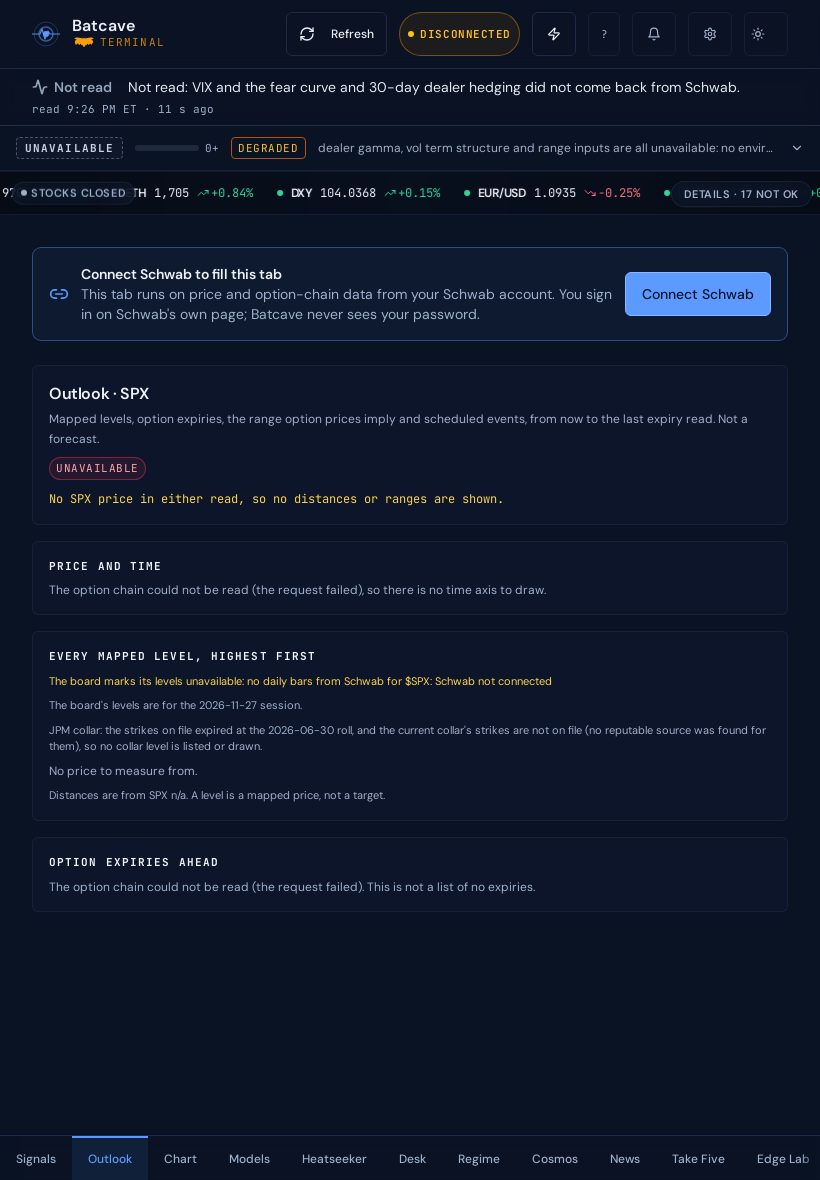 Batcave
TERMINAL
Refresh
DISCONNECTED
?
Not read Not read: VIX and the fear curve and 30-day dealer hedging did not come back from Schwab.
read 9:26 PM ET · 11 s ago
UNAVAILABLE 0+ DEGRADED dealer gamma, vol term structure and range inputs are all unavailable: no envir…
STOCKS CLOSED 1,705 +0.84% DXY 104.0368 +0.15% EUR/USD 1.0935 -0.25% DETAILS · 17 NOT OK
Connect Schwab to fill this tab
This tab runs on price and option-chain data from your Schwab account. You sign
in on Schwab's own page; Batcave never sees your password.
Connect Schwab
Outlook · SPX
Mapped levels, option expiries, the range option prices imply and scheduled events, from now to the last expiry read. Not a
forecast.
UNAVAILABLE
No SPX price in either read, so no distances or ranges are shown.
PRICE AND TIME
The option chain could not be read (the request failed), so there is no time axis to draw.
EVERY MAPPED LEVEL, HIGHEST FIRST
The board marks its levels unavailable: no daily bars from Schwab for $SPX: Schwab not connected
The board's levels are for the 2026-11-27 session.
JPM collar: the strikes on file expired at the 2026-06-30 roll, and the current collar's strikes are not on file (no reputable source was found for
them), so no collar level is listed or drawn.
No price to measure from.
Distances are from SPX n/a. A level is a mapped price, not a target.
OPTION EXPIRIES AHEAD
The option chain could not be read (the request failed). This is not a list of no expiries.
Signals Outlook Chart Models Heatseeker Desk Regime Cosmos News Take Five Edge Lab